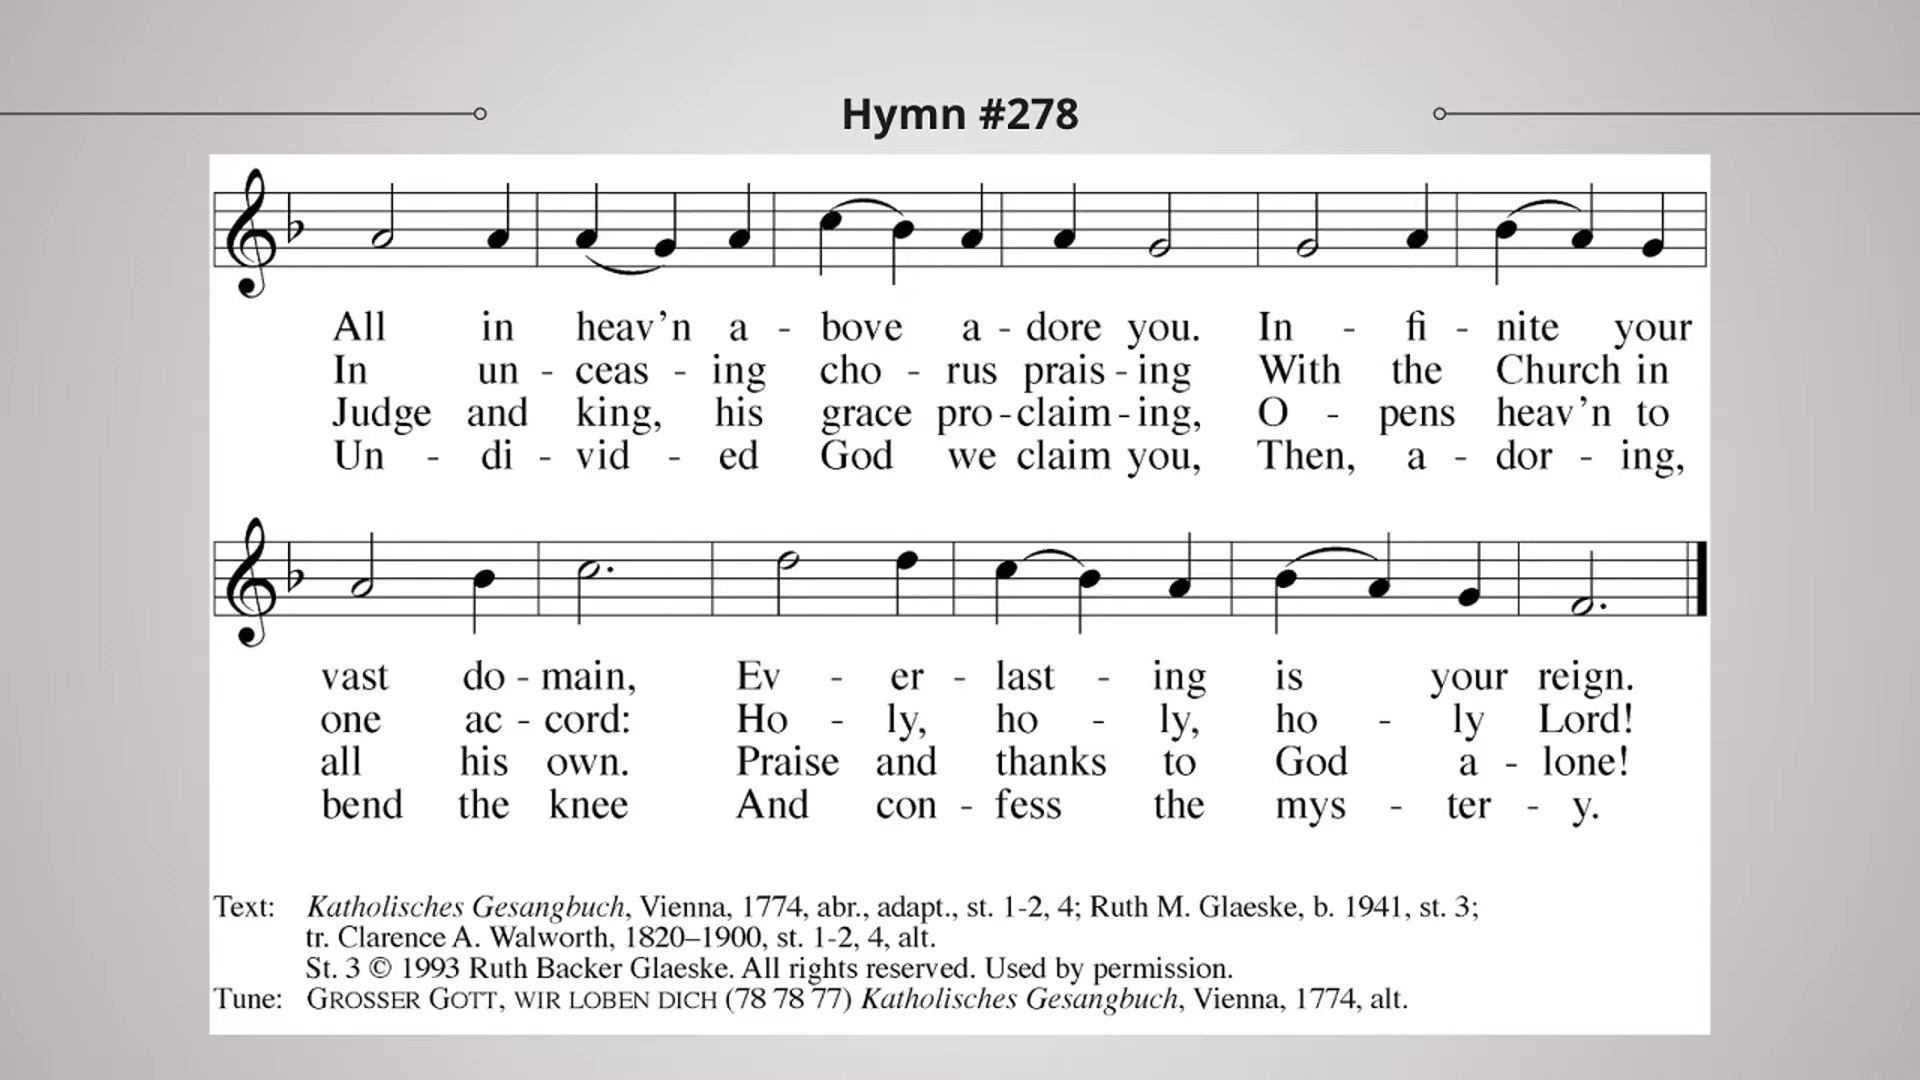 Hymn #278
All in heav’n a - bove a - dore you. In - fi - nite your
In un - ceas - ing cho - rus prais - ing With the Church in
Judge and king, his grace pro - claim - ing, O - pens heav’n to
Un - di - vid - ed God we claim you, Then, a - dor - ing,
vast do - main, Ev - er - last - ing is your reign.
one ac - cord: Ho - ly, ho - ly, ho - ly Lord!
all his own. Praise and thanks to God a - lone!
bend the knee And con - fess the mys - ter - y.
Text: Katholisches Gesangbuch, Vienna, 1774, abr., adapt., st. 1-2, 4; Ruth M. Glaeske, b. 1941, st. 3;
tr. Clarence A. Walworth, 1820–1900, st. 1-2, 4, alt.
St. 3 © 1993 Ruth Backer Glaeske. All rights reserved. Used by permission.
Tune: GROSSER GOTT, WIR LOBEN DICH (78 78 77) Katholisches Gesangbuch, Vienna, 1774, alt.